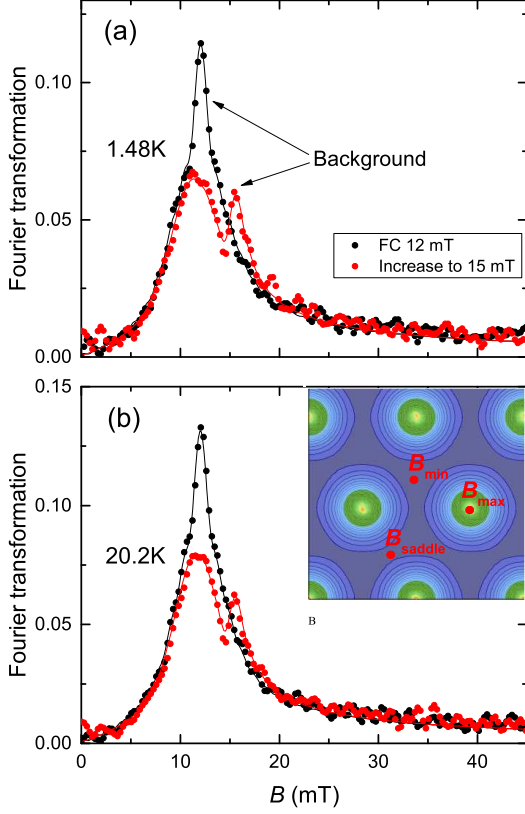 (a)
0.10
1.48K
Background
0.05
FC 12 mT
Increase to 15 mT
0.00
Fourier transformation
0.15
(b)
B min
B max
B saddle
0.10
20.2K
B
0.05
0.00
Fourier transformation
0 10 20 30 40
B (mT)